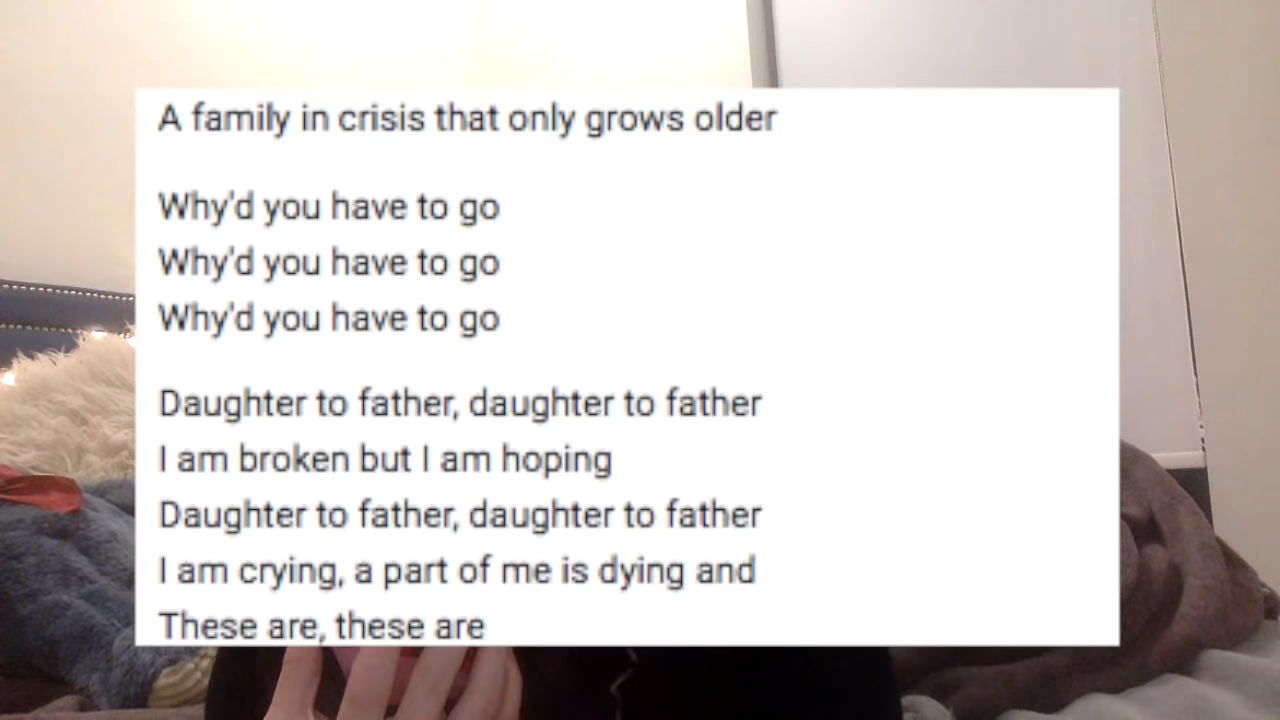 A family in crisis that only grows older
Why'd you have to go
Why'd you have to go
Why'd you have to go
Daughter to father, daughter to father
I am broken but I am hoping
Daughter to father, daughter to father
I am crying, a part of me is dying and
These are, these are